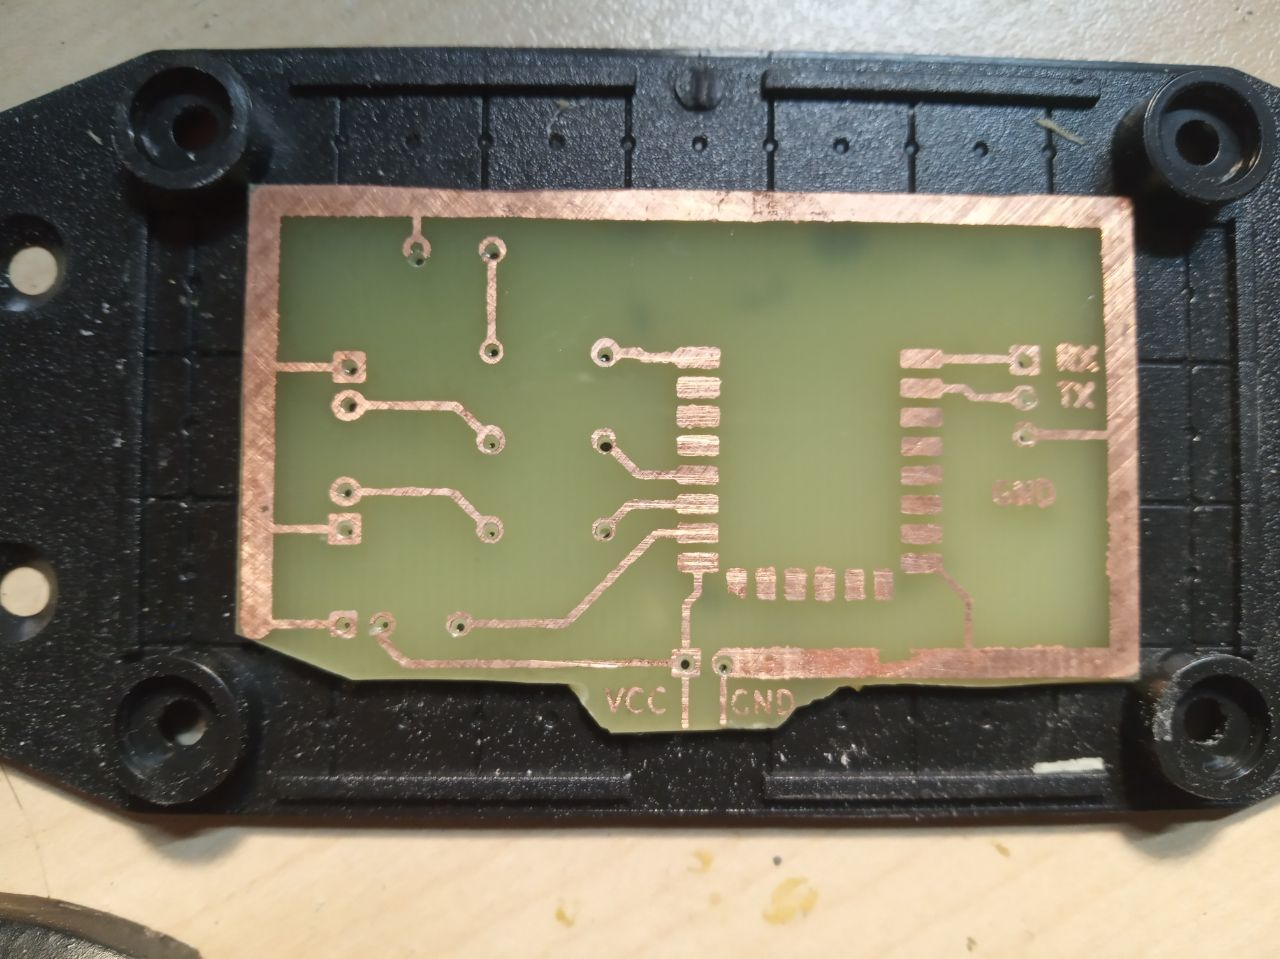 RX
TX
GND
VCC GND